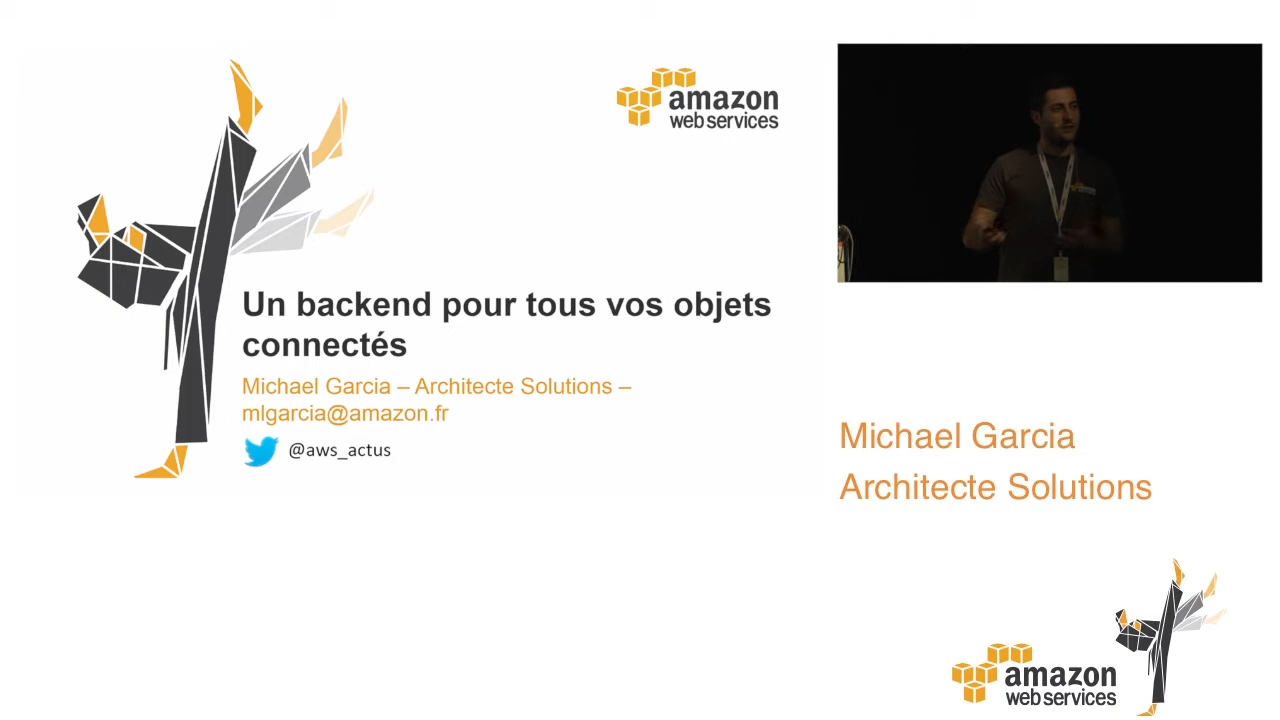 amazon
web services
Un backend pour tous vos objets
connectés
Michael Garcia – Architecte Solutions –
mlgarcia@amazon.fr
@aws_actus
Michael Garcia
Architecte Solutions
amazon
web services